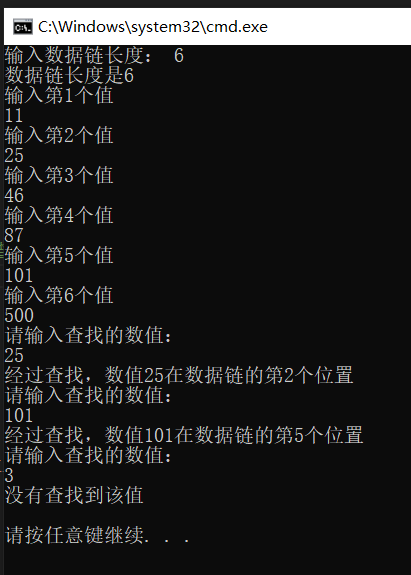 C:\Windows\system32\cmd.exe
输入数据链长度： 6
数据链长度是6
输入第1个值
11
输入第2个值
25
输入第3个值
46
输入第4个值
87
输入第5个值
101
输入第6个值
500
请输入查找的数值：
25
经过查找，数值25在数据链的第2个位置
请输入查找的数值：
101
经过查找，数值101在数据链的第5个位置
请输入查找的数值：
3
没有查找到该值
请按任意键继续. . .